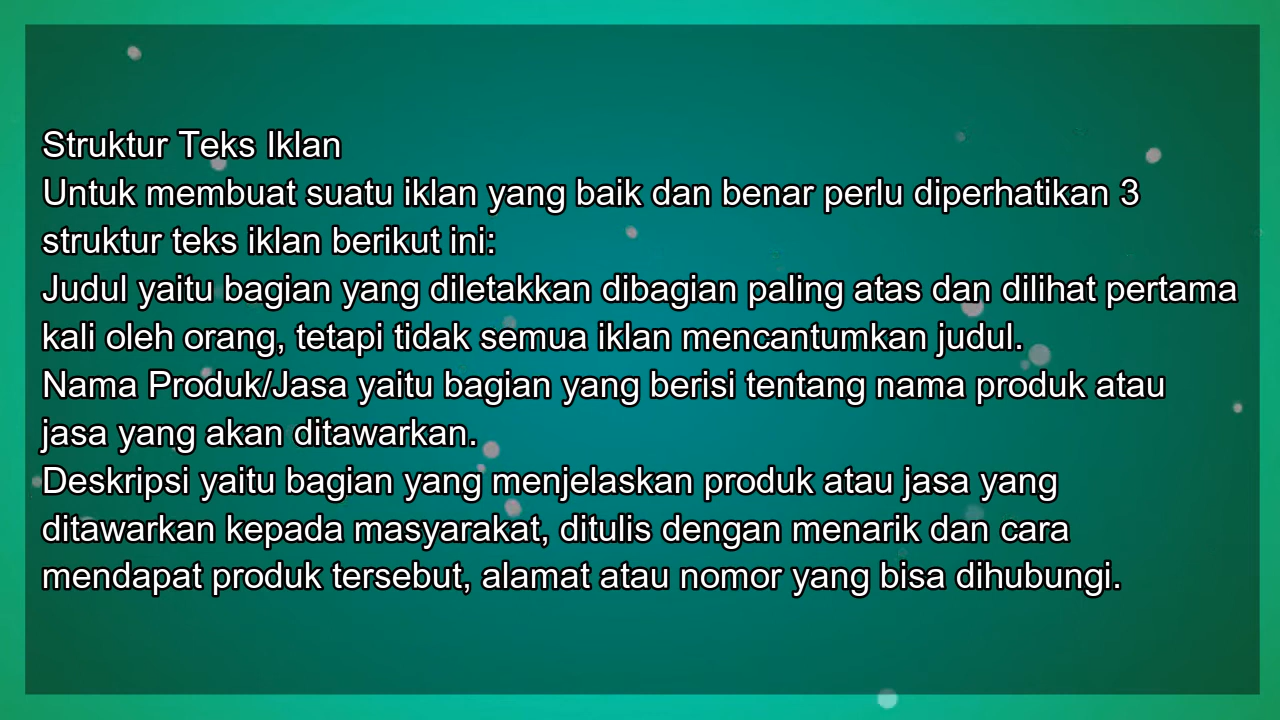 Struktur Teks Iklan
Untuk membuat suatu iklan yang baik dan benar perlu diperhatikan 3
struktur teks iklan berikut ini:
Judul yaitu bagian yang diletakkan dibagian paling atas dan dilihat pertama
kali oleh orang, tetapi tidak semua iklan mencantumkan judul.
Nama Produk/Jasa yaitu bagian yang berisi tentang nama produk atau
jasa yang akan ditawarkan.
Deskripsi yaitu bagian yang menjelaskan produk atau jasa yang
ditawarkan kepada masyarakat, ditulis dengan menarik dan cara
mendapat produk tersebut, alamat atau nomor yang bisa dihubungi.